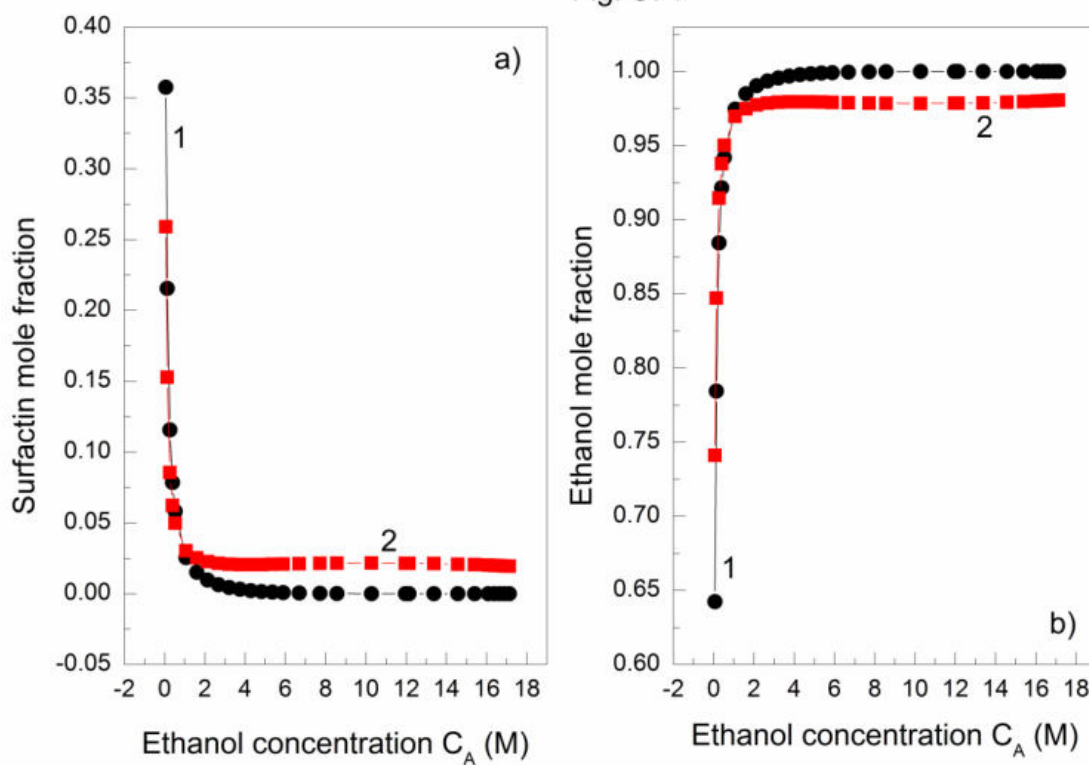 0.40
0.35
0.30
0.25
0.20
0.15
0.10
0.05
0.00
-0.05
-2 0 2 4 6 8 10 12 14 16 18
Surfactin mole fraction
Ethanol concentration C_A (M)
a)
1
2
1.00
0.95
0.90
0.85
0.80
0.75
0.70
0.65
0.60
-2 0 2 4 6 8 10 12 14 16 18
Ethanol mole fraction
Ethanol concentration C_A (M)
2
1
b)